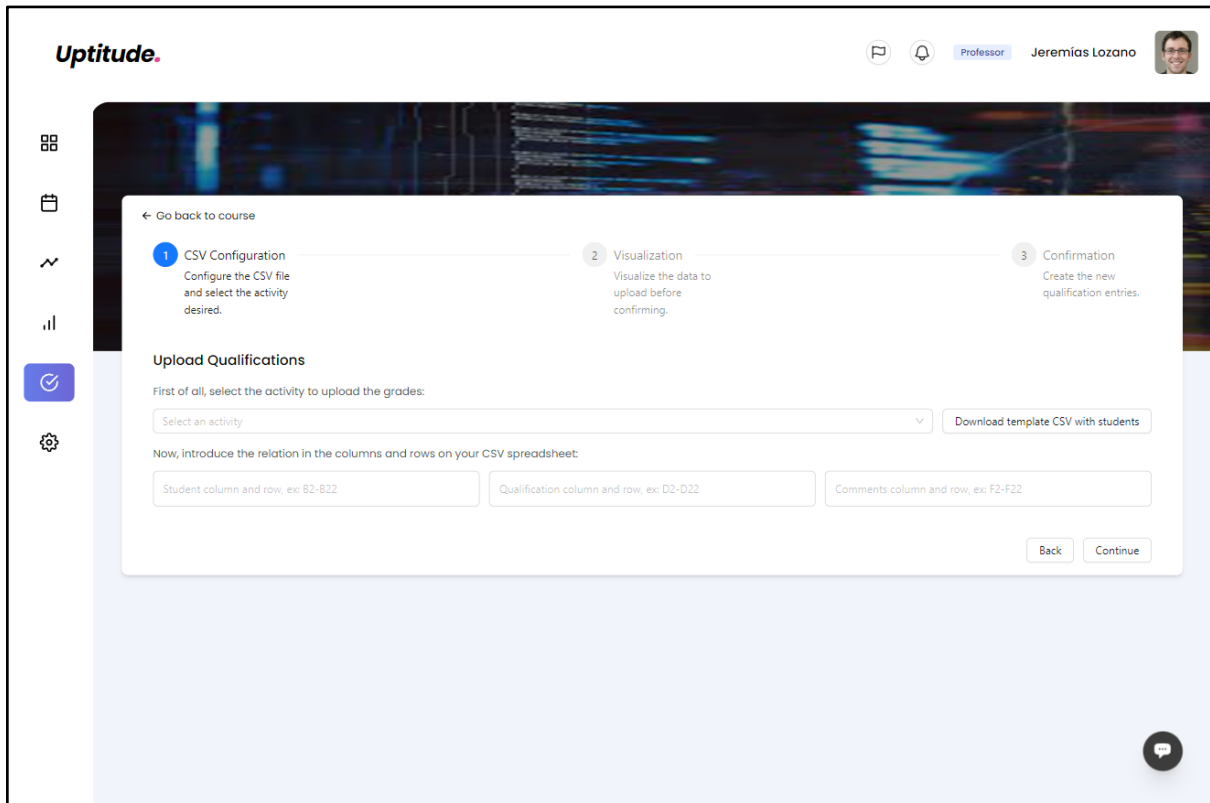 Uptitude.
Professor
Jeremías Lozano
← Go back to course
1 CSV Configuration
Configure the CSV file
and select the activity
desired.
2 Visualization
Visualize the data to
upload before
confirming.
3 Confirmation
Create the new
qualification entries.
Upload Qualifications
First of all, select the activity to upload the grades:
Select an activity
Download template CSV with students
Now, introduce the relation in the columns and rows on your CSV spreadsheet:
Student column and row, ex: B2-B22
Qualification column and row, ex: D2-D22
Comments column and row, ex: F2-F22
Back
Continue